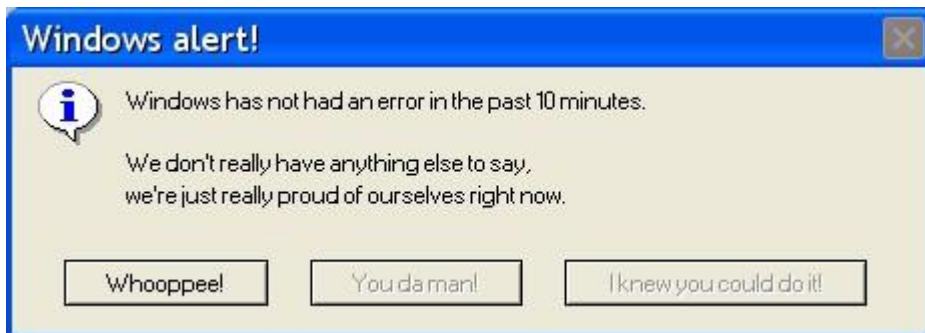 Windows alert!
Windows has not had an error in the past 10 minutes.
We don't really have anything else to say,
we're just really proud of ourselves right now.
Whooppee! You da man! I knew you could do it!